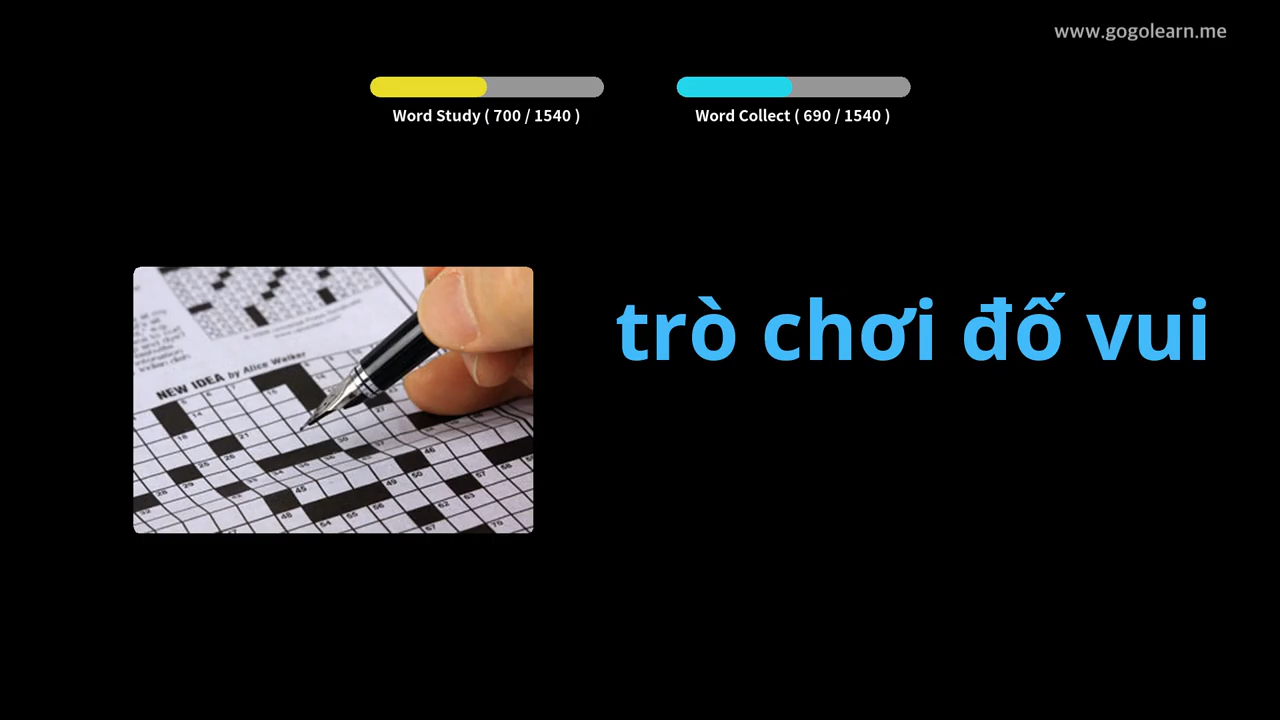 www.gogolearn.me
Word Study ( 700 / 1540 )
Word Collect ( 690 / 1540 )
trò chơi đố vui
NEW IDEA by Alice Walker